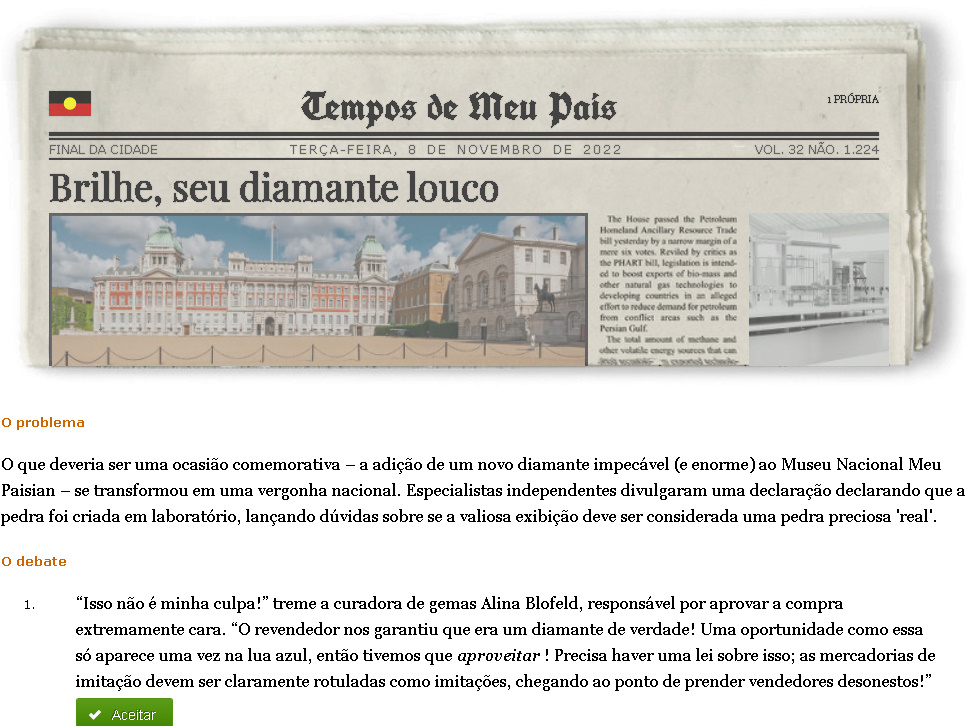 Tempos de Meu País
1 PRÓPRIA
FINAL DA CIDADE
TERÇA-FEIRA, 8 DE NOVEMBRO DE 2022
VOL. 32 NÃO. 1.224
Brilhe, seu diamante louco
The House passed the Petroleum
Homeland Ancillary Resource Trade
bill yesterday by a narrow margin of a
mere six votes. Reviled by critics as
the PHART bill, legislation is intend-
ed to boost exports of bio-mass and
other natural gas technologies to
developing countries in an alleged
effort to reduce demand for petroleum
from conflict areas such as the
Persian Gulf.
The total amount of methane and
other volatile energy sources that can
O problema
O que deveria ser uma ocasião comemorativa – a adição de um novo diamante impecável (e enorme) ao Museu Nacional Meu
Paisian – se transformou em uma vergonha nacional. Especialistas independentes divulgaram uma declaração declarando que a
pedra foi criada em laboratório, lançando dúvidas sobre se a valiosa exibição deve ser considerada uma pedra preciosa 'real'.
O debate
1. “Isso não é minha culpa!” treme a curadora de gemas Alina Blofeld, responsável por aprovar a compra
extremamente cara. “O revendedor nos garantiu que era um diamante de verdade! Uma oportunidade como essa
só aparece uma vez na lua azul, então tivemos que aproveitar ! Precisa haver uma lei sobre isso; as mercadorias de
imitação devem ser claramente rotuladas como imitações, chegando ao ponto de prender vendedores desonestos!”
Aceitar